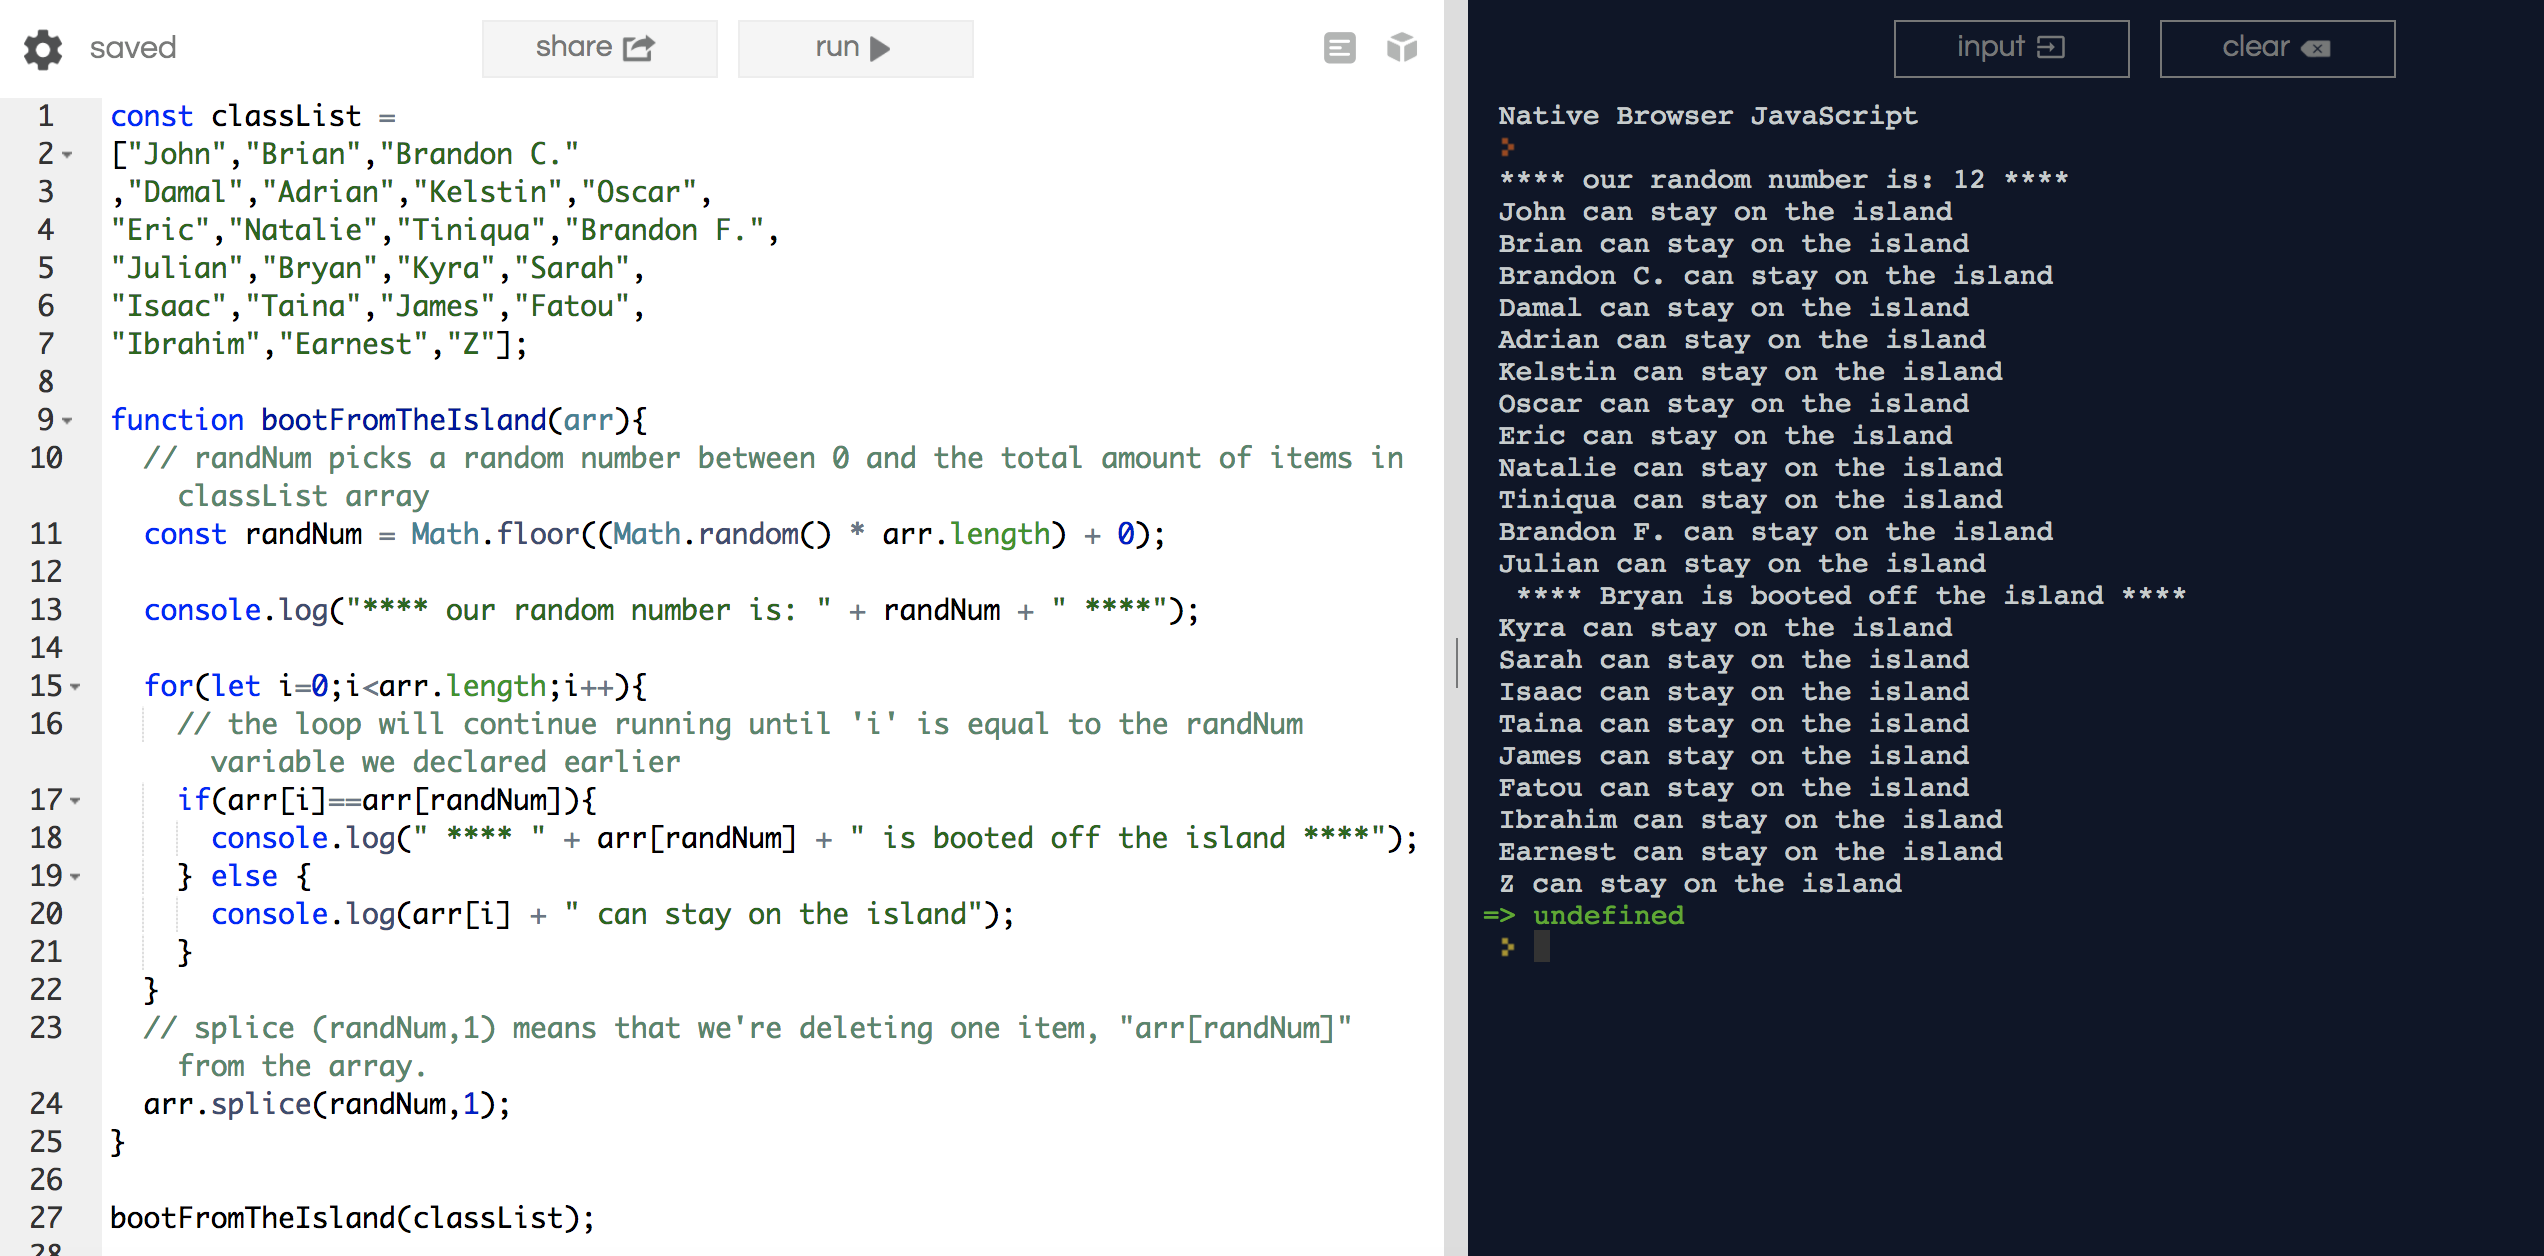 saved
share
run
1 const classList =
2 ["John","Brian","Brandon C."
3 ,"Damal","Adrian","Kelstin","Oscar",
4 "Eric","Natalie","Tiniqua","Brandon F.",
5 "Julian","Bryan","Kyra","Sarah",
6 "Isaac","Taina","James","Fatou",
7 "Ibrahim","Earnest","Z"];
8
9 function bootFromTheIsland(arr){
10 // randNum picks a random number between 0 and the total amount of items in
classList array
11 const randNum = Math.floor((Math.random() * arr.length) + 0);
12
13 console.log("**** our random number is: " + randNum + " ****");
14
15 for(let i=0;i<arr.length;i++){
16 // the loop will continue running until 'i' is equal to the randNum
variable we declared earlier
17 if(arr[i]==arr[randNum]){
18 console.log(" **** " + arr[randNum] + " is booted off the island ****");
19 } else {
20 console.log(arr[i] + " can stay on the island");
21 }
22 }
23 // splice (randNum,1) means that we're deleting one item, "arr[randNum]"
from the array.
24 arr.splice(randNum,1);
25 }
26
27 bootFromTheIsland(classList);
28
input
clear
Native Browser JavaScript
**** our random number is: 12 ****
John can stay on the island
Brian can stay on the island
Brandon C. can stay on the island
Damal can stay on the island
Adrian can stay on the island
Kelstin can stay on the island
Oscar can stay on the island
Eric can stay on the island
Natalie can stay on the island
Tiniqua can stay on the island
Brandon F. can stay on the island
Julian can stay on the island
**** Bryan is booted off the island ****
Kyra can stay on the island
Sarah can stay on the island
Isaac can stay on the island
Taina can stay on the island
James can stay on the island
Fatou can stay on the island
Ibrahim can stay on the island
Earnest can stay on the island
Z can stay on the island
=> undefined